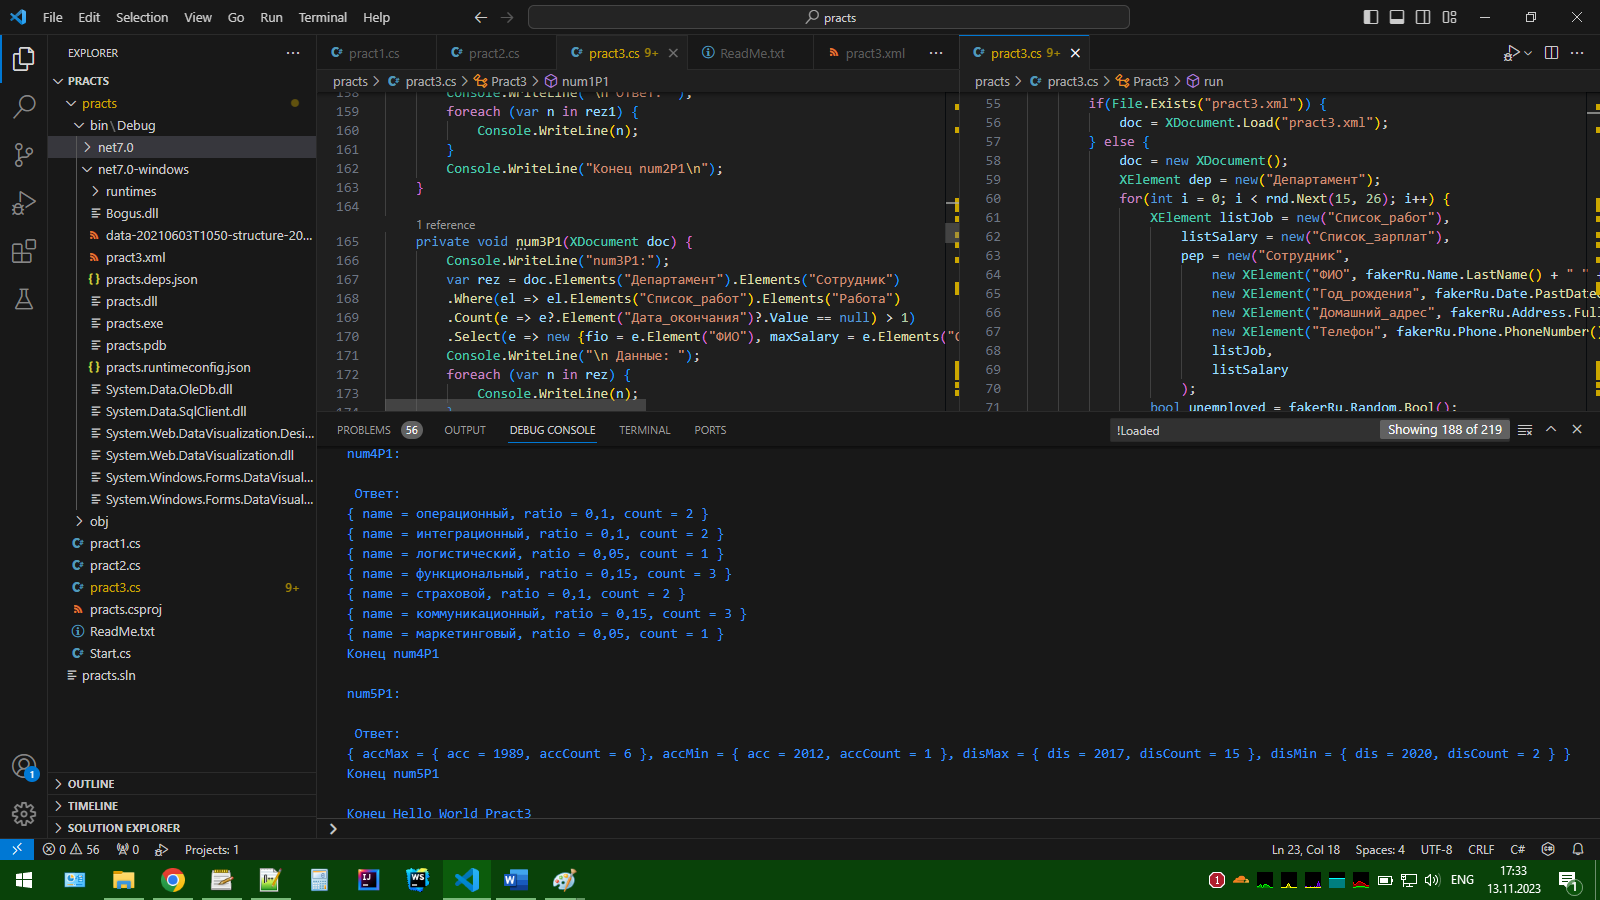 File Edit Selection View Go Run Terminal Help
practs
EXPLORER
PRACTS
practs
bin\Debug
net7.0
net7.0-windows
runtimes
Bogus.dll
data-20210603T1050-structure-20...
pract3.xml
practs.deps.json
practs.dll
practs.exe
practs.pdb
practs.runtimeconfig.json
System.Data.OleDb.dll
System.Data.SqlClient.dll
System.Web.DataVisualization.Desi...
System.Web.DataVisualization.dll
System.Windows.Forms.DataVisual...
System.Windows.Forms.DataVisual...
obj
pract1.cs
pract2.cs
pract3.cs 9+
practs.csproj
ReadMe.txt
Start.cs
practs.sln
OUTLINE
TIMELINE
SOLUTION EXPLORER
pract1.cs pract2.cs pract3.cs 9+ ReadMe.txt pract3.xml
practs > pract3.cs > Pract3 > num1P1
158 Console.WriteLine("\n Ответ: ");
159 foreach (var n in rez1) {
160 Console.WriteLine(n);
161 }
162 Console.WriteLine("Конец num2P1\n");
163 }
164
1 reference
165 private void num3P1(XDocument doc) {
166 Console.WriteLine("num3P1:");
167 var rez = doc.Elements("Департамент").Elements("Сотрудник")
168 .Where(el => el.Elements("Список_работ").Elements("Работа")
169 .Count(e => e?.Element("Дата_окончания")?.Value == null) > 1)
170 .Select(e => new {fio = e.Element("ФИО"), maxSalary = e.Elements("С
171 Console.WriteLine("\n Данные: ");
172 foreach (var n in rez) {
173 Console.WriteLine(n);
174 }
pract3.cs 9+
practs > pract3.cs > Pract3 > run
55 if(File.Exists("pract3.xml")) {
56 doc = XDocument.Load("pract3.xml");
57 } else {
58 doc = new XDocument();
59 XElement dep = new("Департамент");
60 for(int i = 0; i < rnd.Next(15, 26); i++) {
61 XElement listJob = new("Список_работ"),
62 listSalary = new("Список_зарплат"),
63 pep = new("Сотрудник",
64 new XElement("ФИО", fakerRu.Name.LastName() + " " +
65 new XElement("Год_рождения", fakerRu.Date.PastDateO
66 new XElement("Домашний_адрес", fakerRu.Address.Full
67 new XElement("Телефон", fakerRu.Phone.PhoneNumber()
68 listJob,
69 listSalary
70 );
71 bool unemployed = fakerRu.Random.Bool();
PROBLEMS 56 OUTPUT DEBUG CONSOLE TERMINAL PORTS
!Loaded Showing 188 of 219
num4P1:
Ответ:
{ name = операционный, ratio = 0,1, count = 2 }
{ name = интеграционный, ratio = 0,1, count = 2 }
{ name = логистический, ratio = 0,05, count = 1 }
{ name = функциональный, ratio = 0,15, count = 3 }
{ name = страховой, ratio = 0,1, count = 2 }
{ name = коммуникационный, ratio = 0,15, count = 3 }
{ name = маркетинговый, ratio = 0,05, count = 1 }
Конец num4P1
num5P1:
Ответ:
{ accMax = { acc = 1989, accCount = 6 }, accMin = { acc = 2012, accCount = 1 }, disMax = { dis = 2017, disCount = 15 }, disMin = { dis = 2020, disCount = 2 } }
Конец num5P1
Конец Hello World Pract3
1
0 56 0 Projects: 1 Ln 23, Col 18 Spaces: 4 UTF-8 CRLF C#
ENG
17:33
13.11.2023
1